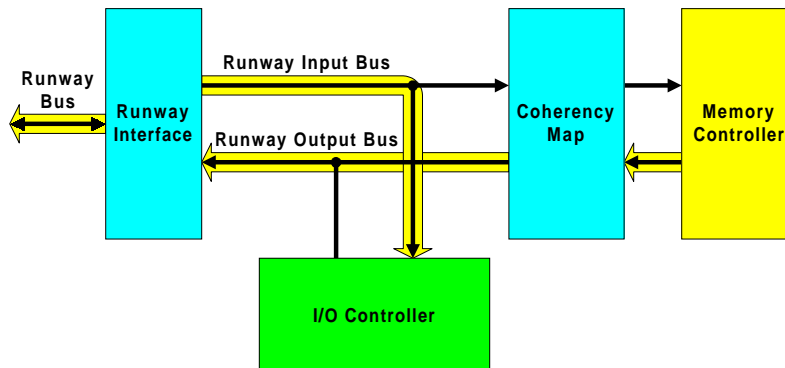 Runway Input Bus
Runway
Bus
Runway
Interface
Coherency
Map
Memory
Controller
Runway Output Bus
I/O Controller